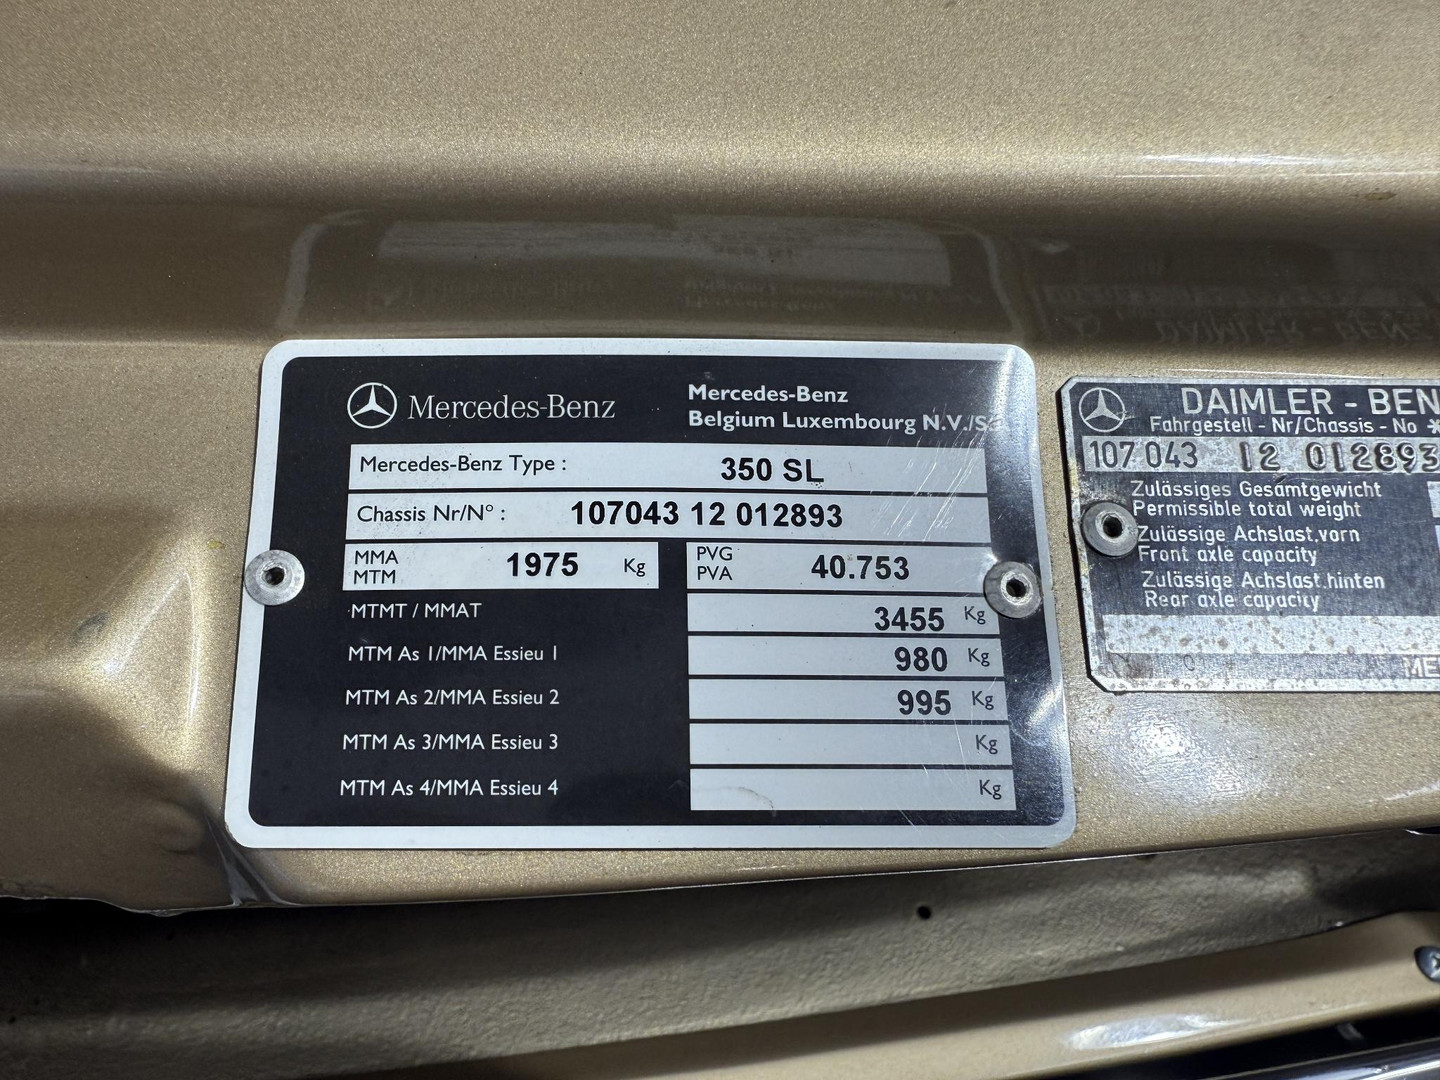 Mercedes-Benz
Mercedes-Benz
Belgium Luxembourg N.V./S
Mercedes-Benz Type : 350 SL
Chassis Nr/N° : 107043 12 012893
MMA
MTM
1975 Kg
PVG
PVA
40.753
MTMT / MMAT 3455 Kg
MTM As 1/MMA Essieu 1 980 Kg
MTM As 2/MMA Essieu 2 995 Kg
MTM As 3/MMA Essieu 3 Kg
MTM As 4/MMA Essieu 4 Kg
DAIMLER - BEN
Fahrgestell - Nr/Chassis - No *
107 043 12 012893
Zulässiges Gesamtgewicht
Permissible total weight
Zulässige Achslast,vorn
Front axle capacity
Zulässige Achslast,hinten
Rear axle capacity
ME